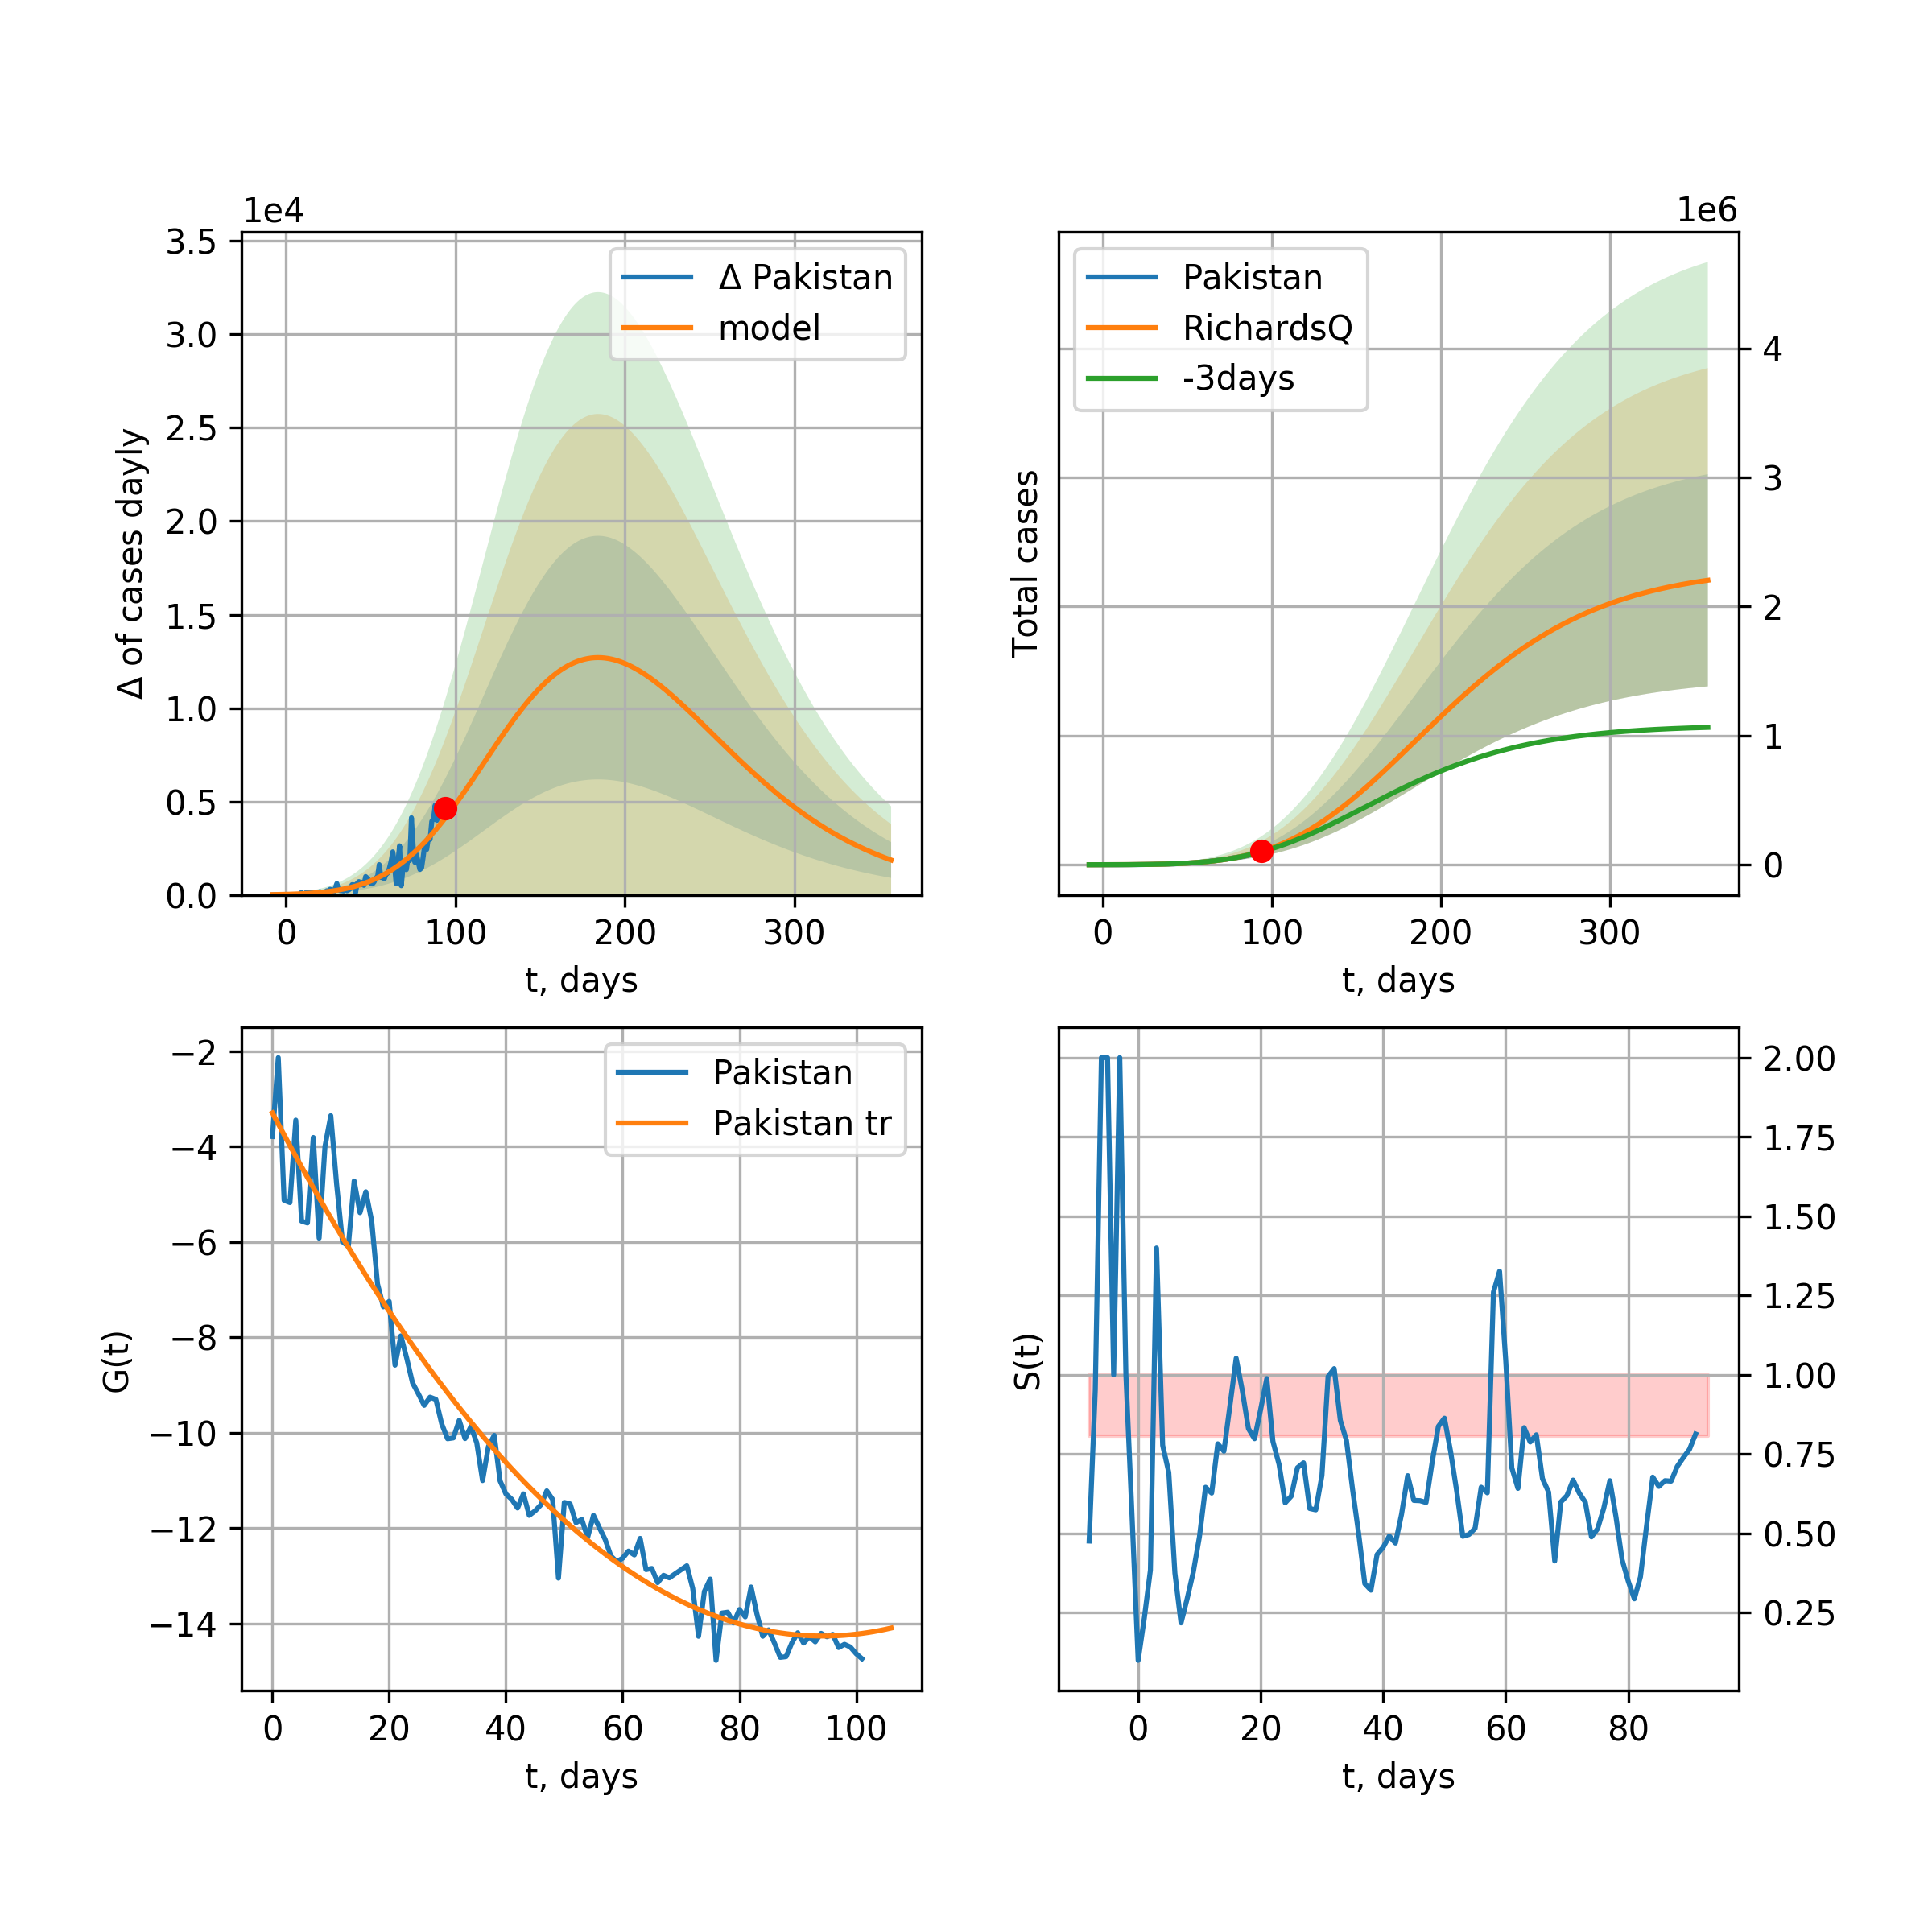 1e4
3.5
3.0
2.5
2.0
1.5
1.0
0.5
0.0
Δ of cases dayly
Δ Pakistan
model
0 100 200 300
t, days
1e6
Total cases
Pakistan
RichardsQ
-3days
4
3
2
1
0
0 100 200 300
t, days
−2
−4
−6
−8
−10
−12
−14
G(t)
Pakistan
Pakistan tr
0 20 40 60 80 100
t, days
S(t)
2.00
1.75
1.50
1.25
1.00
0.75
0.50
0.25
0 20 40 60 80
t, days